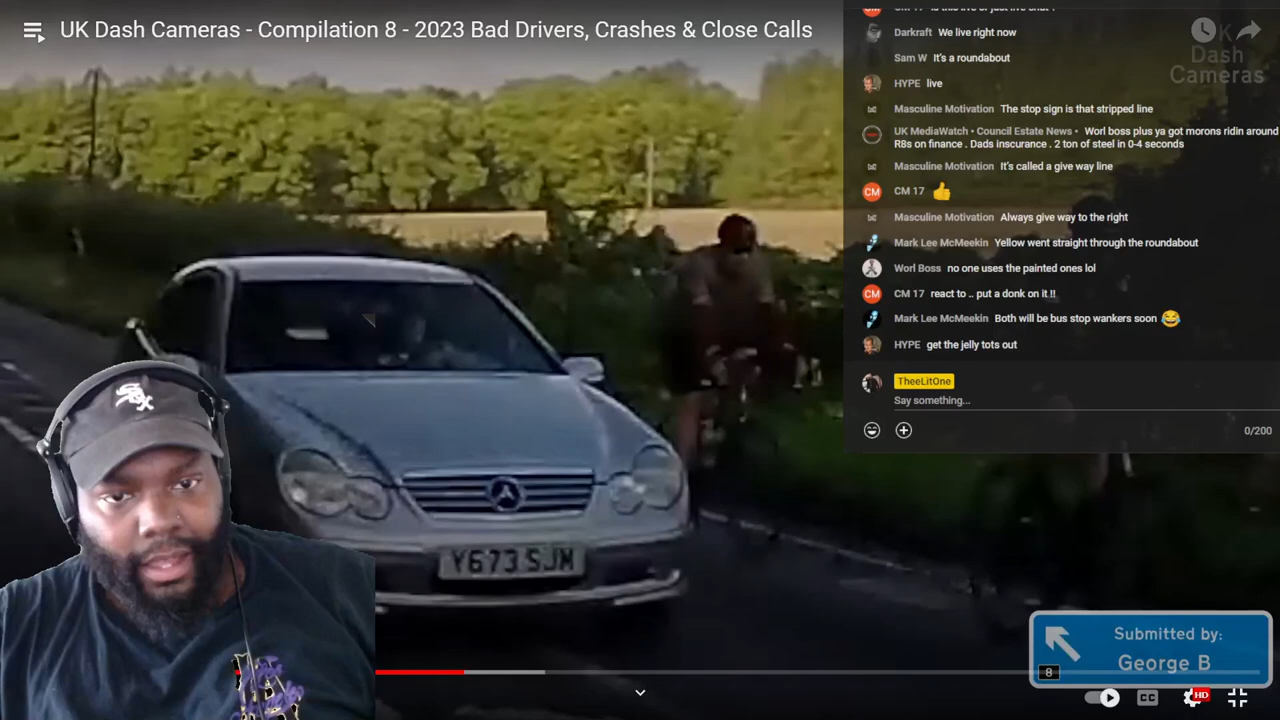 UK Dash Cameras - Compilation 8 - 2023 Bad Drivers, Crashes & Close Calls
Dash
Cameras
Darkraft We live right now
Sam W It's a roundabout
HYPE live
Masculine Motivation The stop sign is that stripped line
UK MediaWatch • Council Estate News • Worl boss plus ya got morons ridin around
R8s on finance . Dads inscurance . 2 ton of steel in 0-4 seconds
Masculine Motivation It's called a give way line
CM CM 17 👍
Masculine Motivation Always give way to the right
Mark Lee McMeekin Yellow went straight through the roundabout
Worl Boss no one uses the painted ones lol
CM CM 17 react to .. put a donk on it !!
Mark Lee McMeekin Both will be bus stop wankers soon 😂
HYPE get the jelly tots out
TheeLitOne
Say something...
0/200
Sox
Y673 SJM
Submitted by:
George B
8
CC
HD